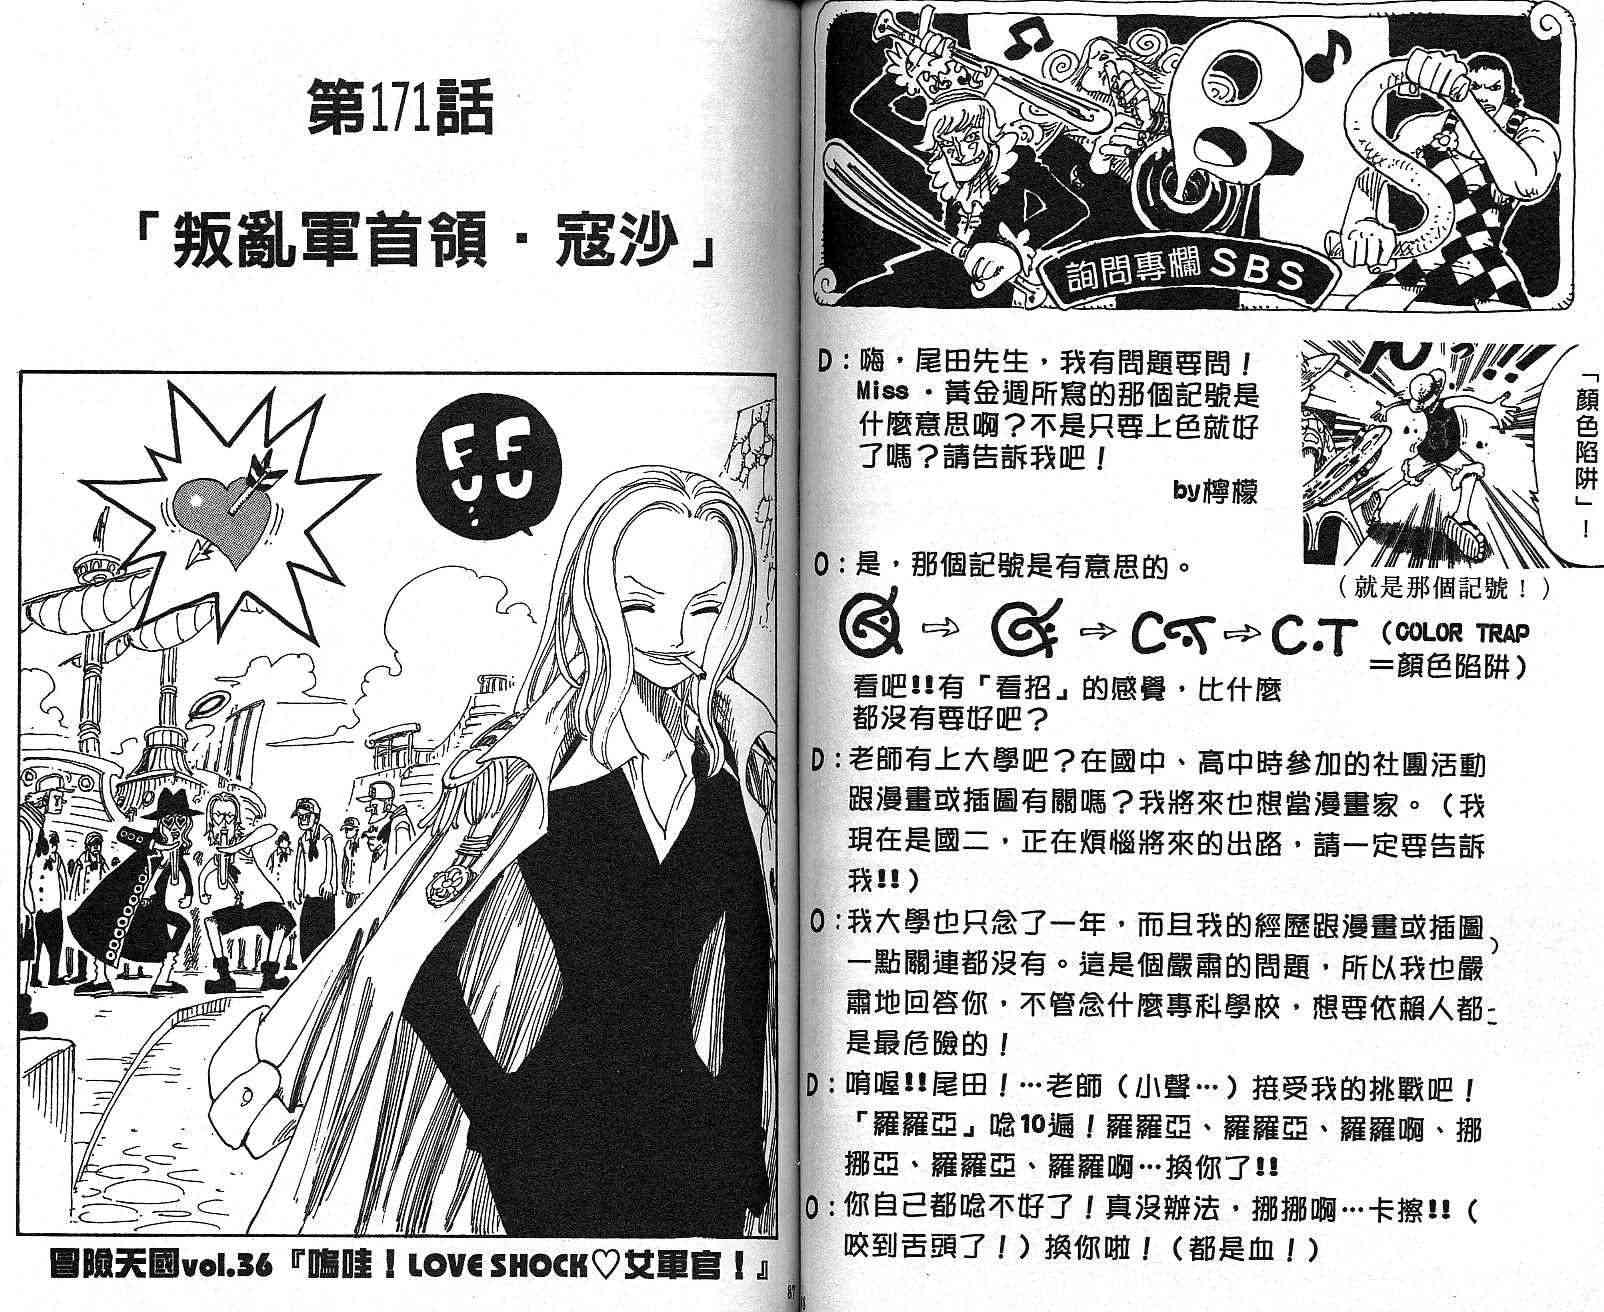 SBS
詢問專欄SBS
D:嗨，尾田先生，我有問題要問！
Miss・黃金週所寫的那個記號是
什麼意思啊？不是只要上色就好
了嗎？請告訴我吧！
by檸檬
「顏色陷阱」！
（就是那個記號！）
O:是，那個記號是有意思的。
⇨ ⇨ C.T ⇨ C.T（COLOR TRAP
＝顏色陷阱）
看吧!!有「看招」的感覺，比什麼
都沒有要好吧？
D:老師有上大學吧？在國中、高中時參加的社團活動
跟漫畫或插圖有關嗎？我將來也想當漫畫家。（我
現在是國二，正在煩惱將來的出路，請一定要告訴
我!!）
O:我大學也只念了一年，而且我的經歷跟漫畫或插圖
一點關連都沒有。這是個嚴肅的問題，所以我也嚴
肅地回答你，不管念什麼專科學校，想要依賴人都
是最危險的！
D:唷喔!!尾田！…老師（小聲…）接受我的挑戰吧！
「羅羅亞」唸10遍！羅羅亞、羅羅亞、羅羅啊、挪
挪亞、羅羅亞、羅羅啊…換你了!!
O:你自己都唸不好了！真沒辦法，挪挪啊…卡擦!!（
咬到舌頭了！）換你啦！（都是血！）
第171話
「叛亂軍首領・寇沙」
FUFU…
冒險天國vol.36『嗚哇！LOVE SHOCK♡女軍官！』
87